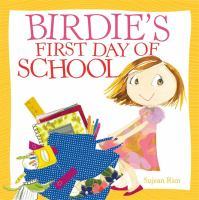 BIRDIE'S
FIRST DAY OF
SCHOOL
Sujean Rim